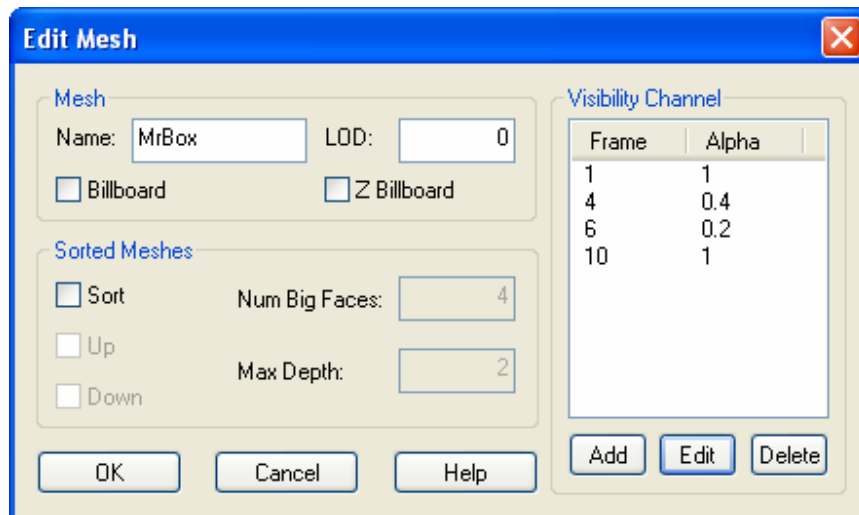 Edit Mesh
Mesh
Name: MrBox LOD: 0
Billboard Z Billboard
Sorted Meshes
Sort Num Big Faces: 4
Up
Max Depth: 2
Down
OK Cancel Help
Visibility Channel
Frame Alpha
1 1
4 0.4
6 0.2
10 1
Add Edit Delete